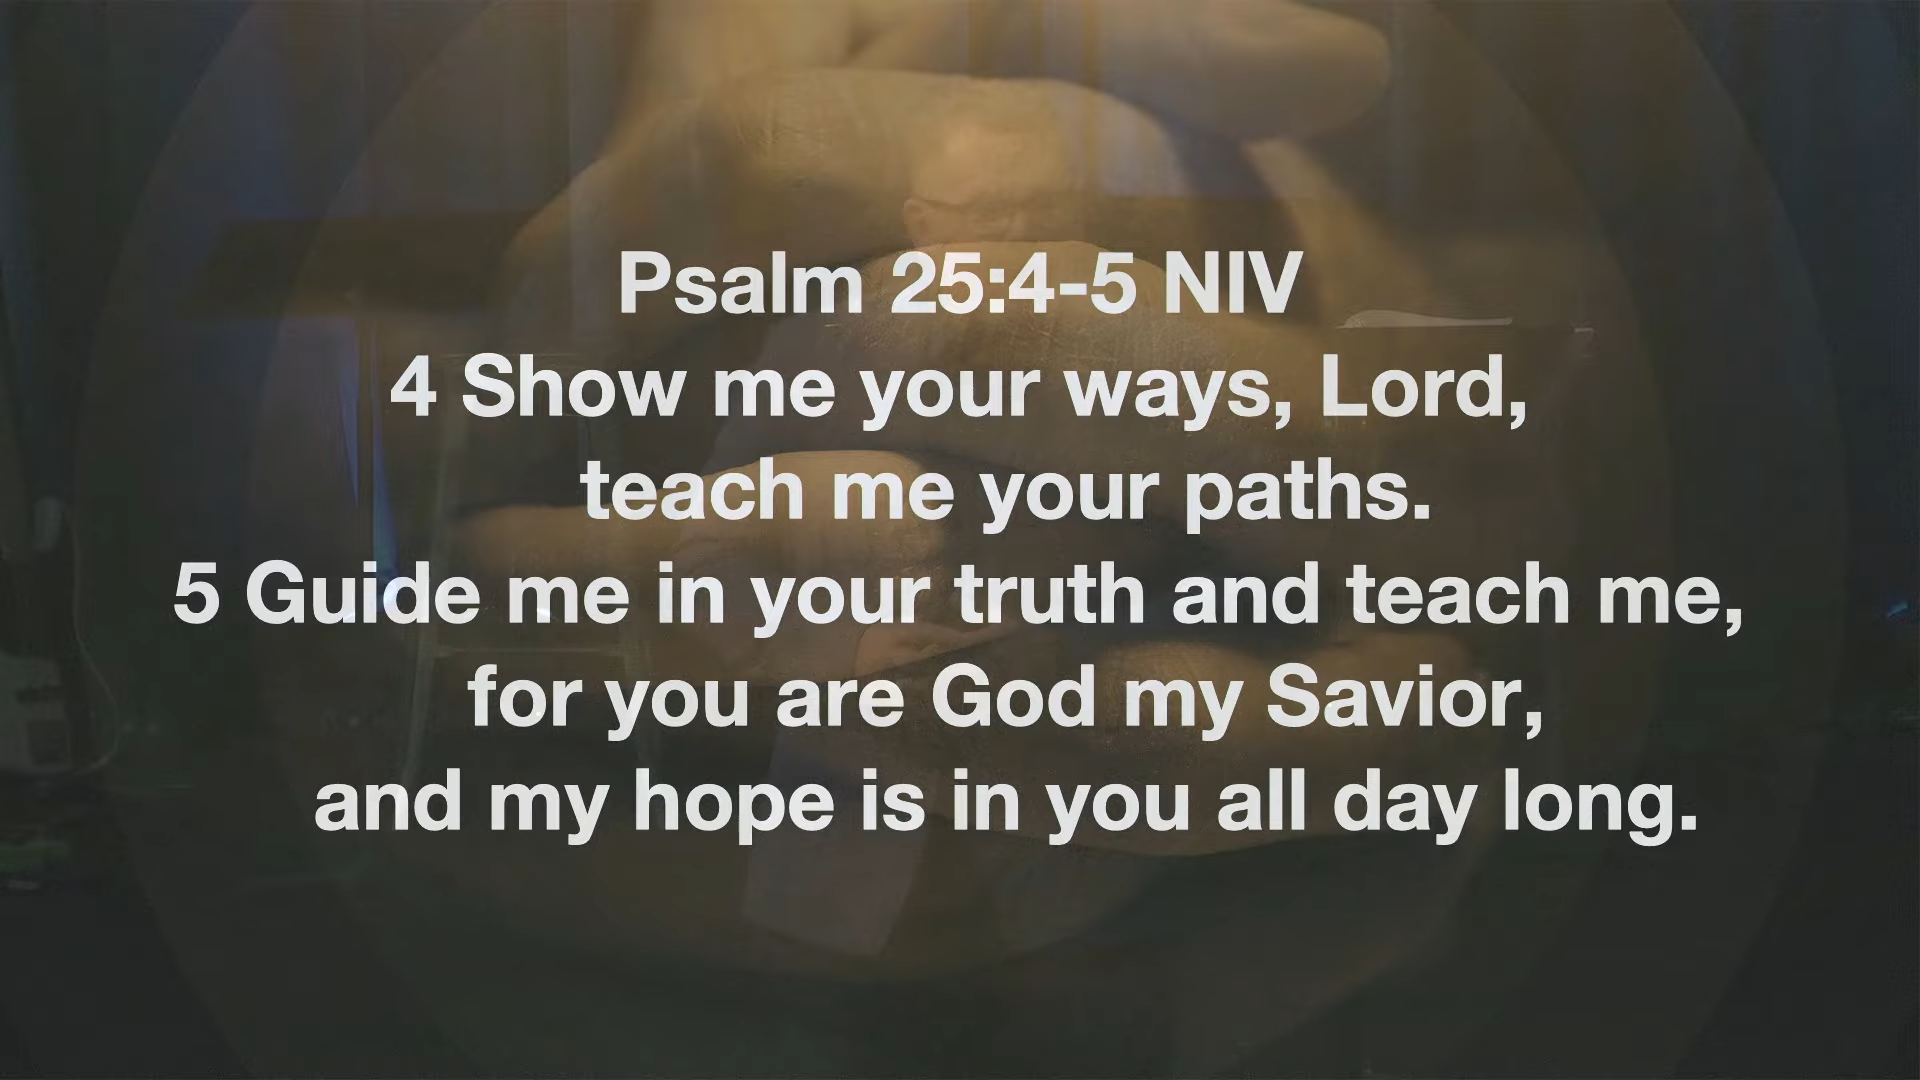 Psalm 25:4-5 NIV
4 Show me your ways, Lord,
teach me your paths.
5 Guide me in your truth and teach me,
for you are God my Savior,
and my hope is in you all day long.